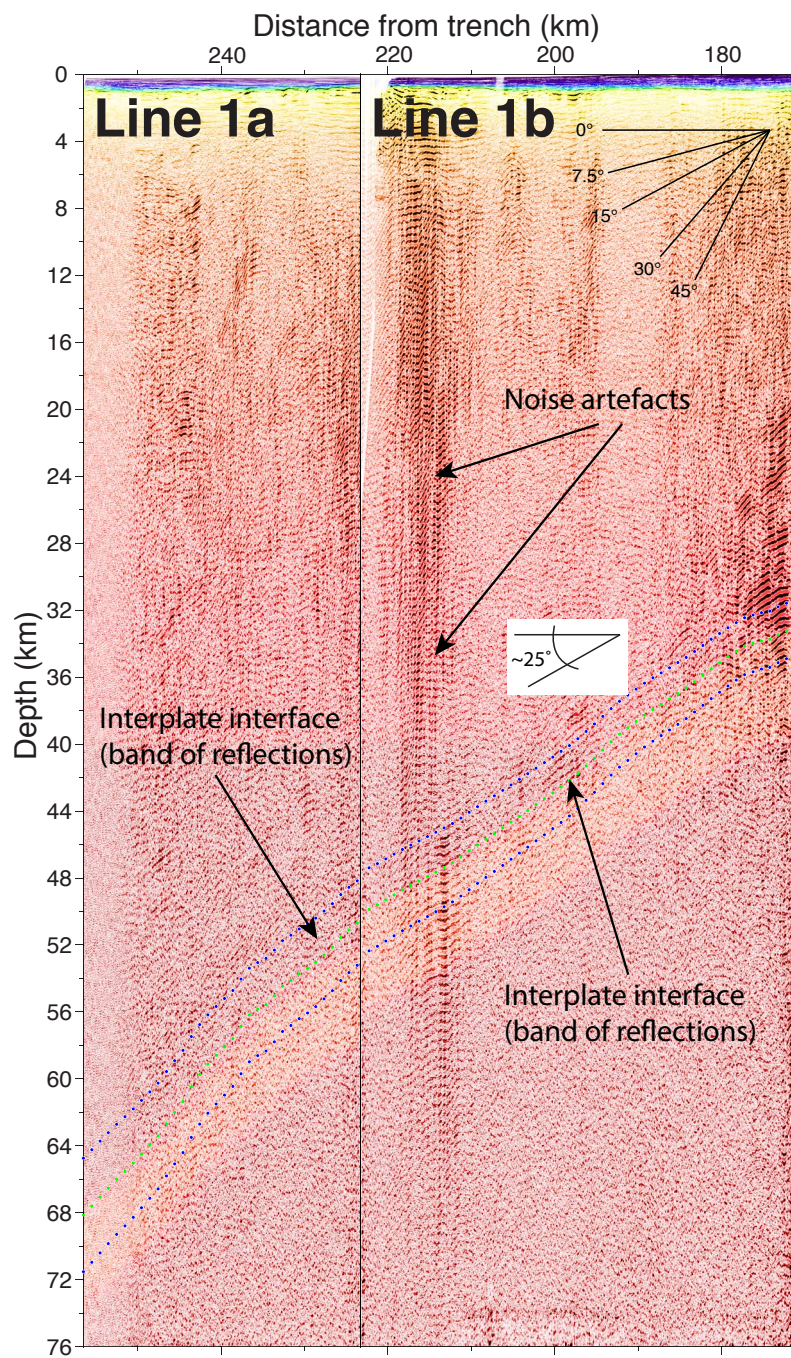 Distance from trench (km)
240 220 200 180
Line 1a Line 1b
Depth (km)
0
4
8
12
16
20
24
28
32
36
40
44
48
52
56
60
64
68
72
76
0°
7.5°
15°
30°
45°
Noise artefacts
~25°
Interplate interface
(band of reflections)
Interplate interface
(band of reflections)